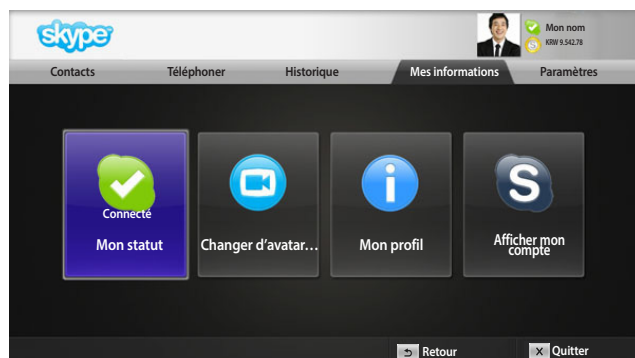 skype
Mon nom
S KRW 9.542.78
Contacts Téléphoner Historique Mes informations Paramètres
Connecté
Mon statut
Changer d'avatar…
i
Mon profil
S
Afficher mon
compte
Retour
X Quitter